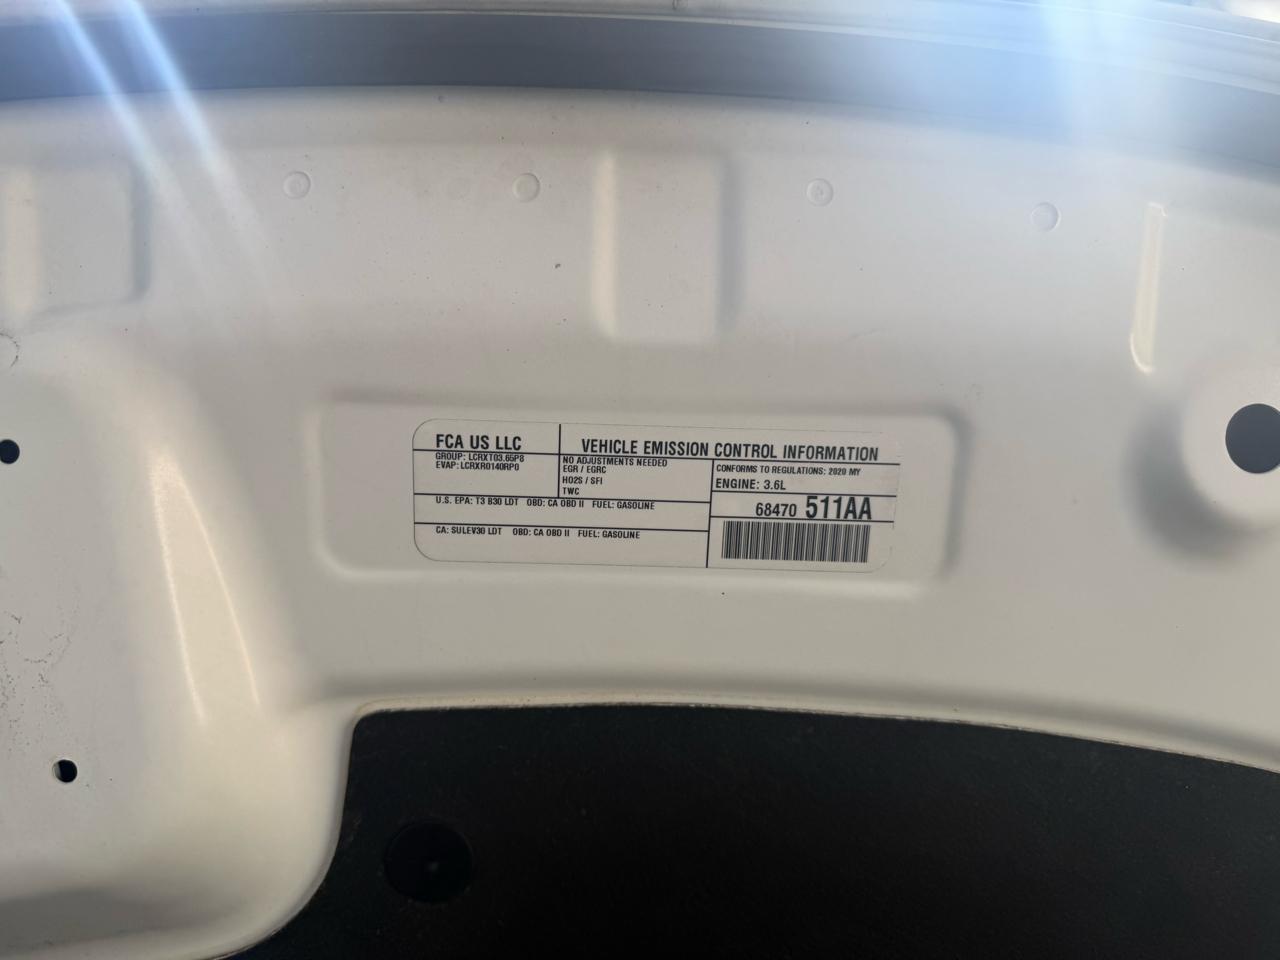 FCA US LLC
GROUP: LCRXT03.65P8
EVAP: LCRXR0140RP0
VEHICLE EMISSION CONTROL INFORMATION
NO ADJUSTMENTS NEEDED
EGR / EGRC
HO2S / SFI
TWC
CONFORMS TO REGULATIONS: 2020 MY
ENGINE: 3.6L
U.S. EPA: T3 B30 LDT OBD: CA OBD II FUEL: GASOLINE
68470 511AA
CA: SULEV30 LDT OBD: CA OBD II FUEL: GASOLINE